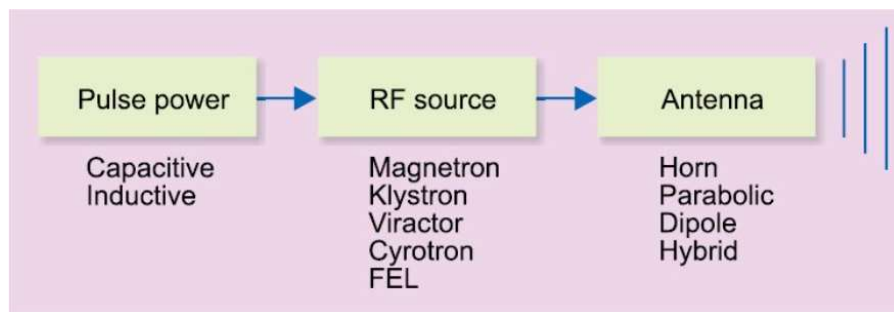 Pulse power
RF source
Antenna
Capacitive
Inductive
Magnetron
Klystron
Viractor
Cyrotron
FEL
Horn
Parabolic
Dipole
Hybrid